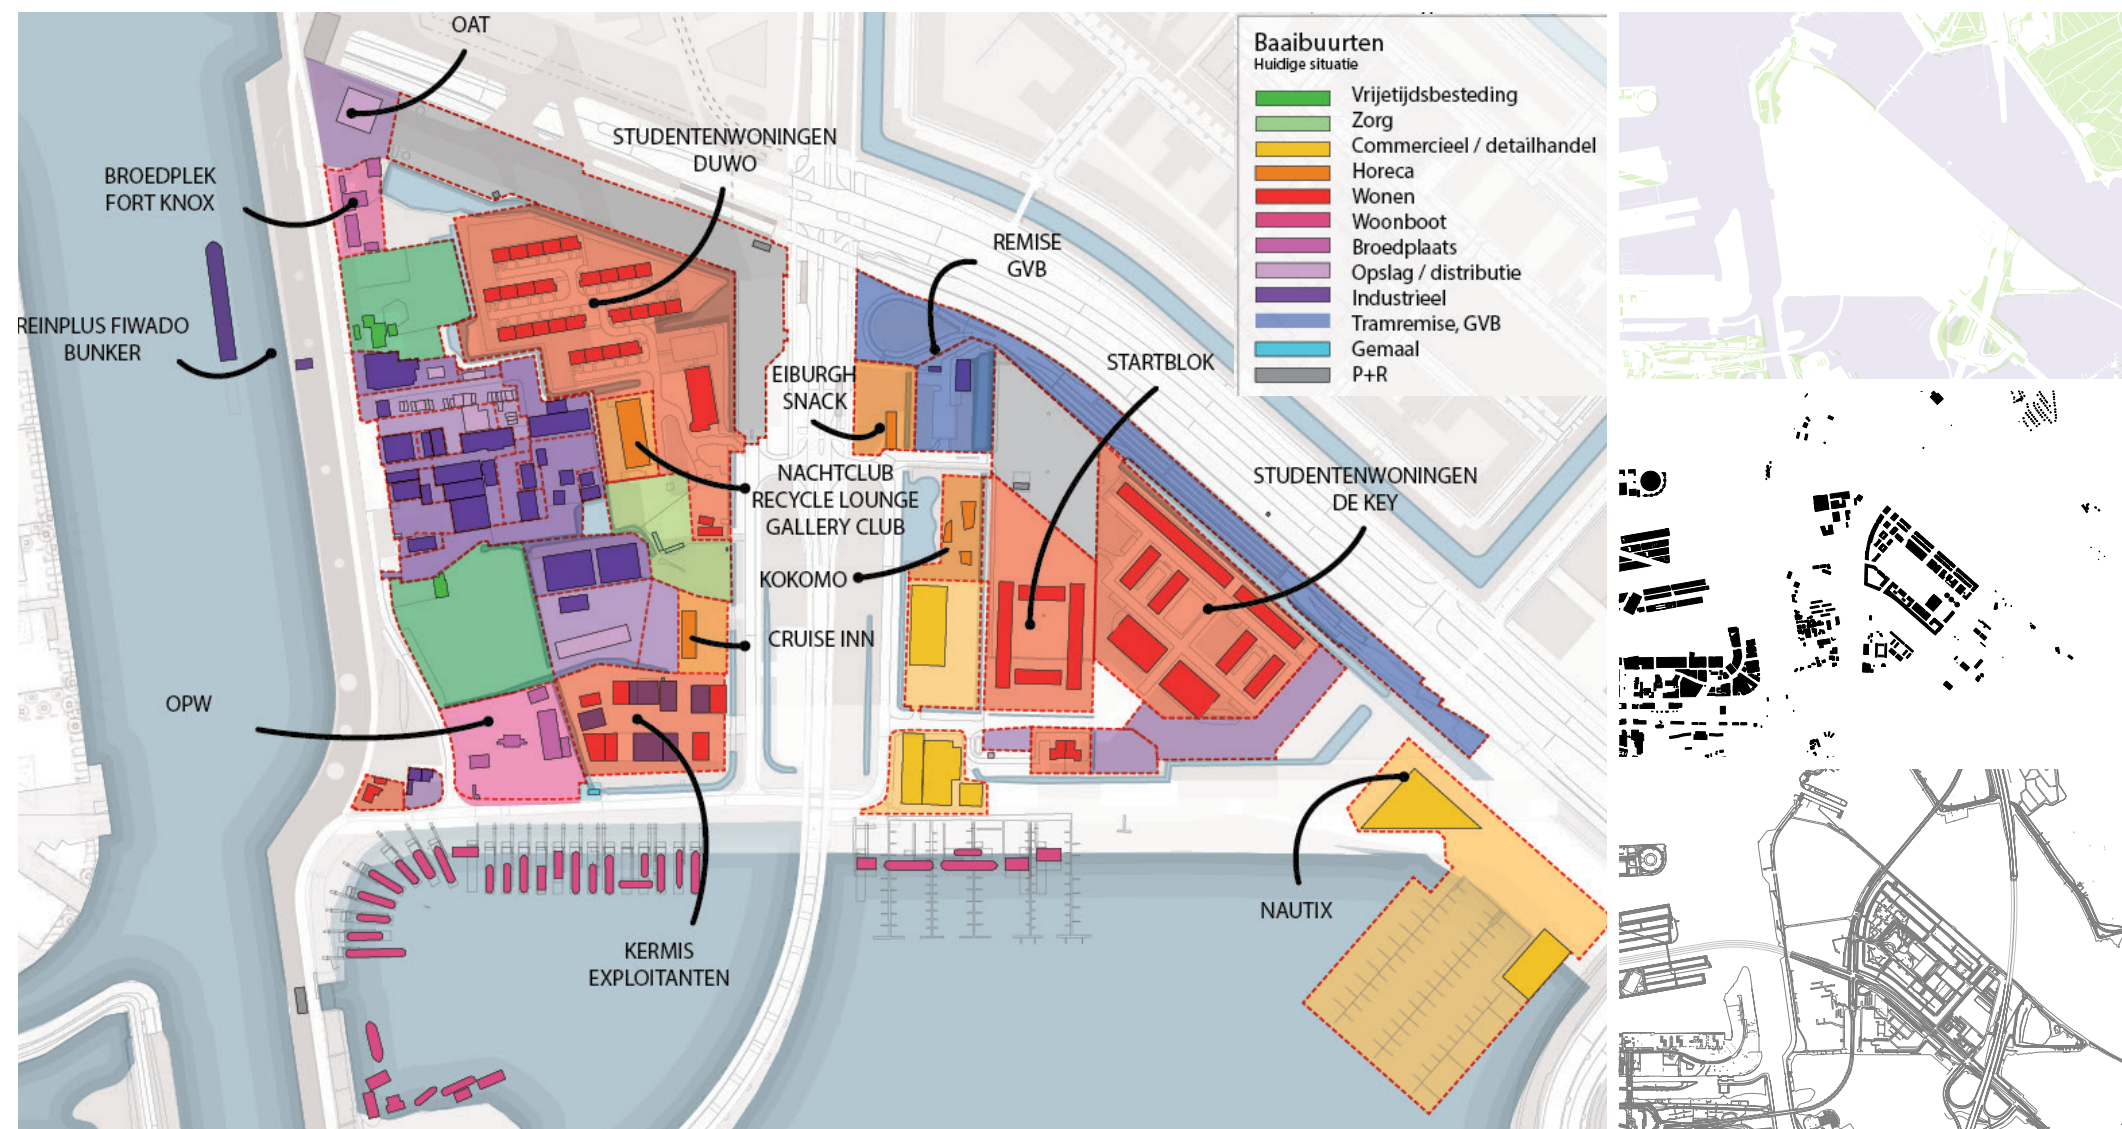 OAT
STUDENTENWONINGEN
DUWO
BROEDPLEK
FORT KNOX
REMISE
GVB
REINPLUS FIWADO
BUNKER
EIBURGH
SNACK
STARTBLOK
NACHTCLUB
RECYCLE LOUNGE
GALLERY CLUB
STUDENTENWONINGEN
DE KEY
KOKOMO
CRUISE INN
OPW
NAUTIX
KERMIS
EXPLOITANTEN
Baaibuurten
Huidige situatie
Vrijetijdsbesteding
Zorg
Commercieel / detailhandel
Horeca
Wonen
Woonboot
Broedplaats
Opslag / distributie
Industrieel
Tramremise, GVB
Gemaal
P+R